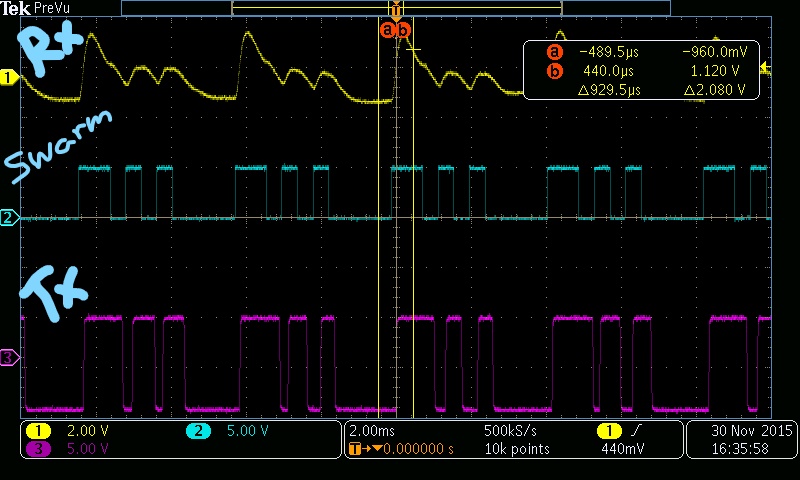 Tek PreVu
T
a b
Rx
a -489.5µs -960.0mV
b 440.0µs 1.120 V
△929.5µs △2.080 V
1
Swarm
2
Tx
3
1 2.00 V 2 5.00 V
3 5.00 V
2.00ms 500kS/s 1
T→▼0.000000 s 10k points 440mV
30 Nov 2015
16:35:58